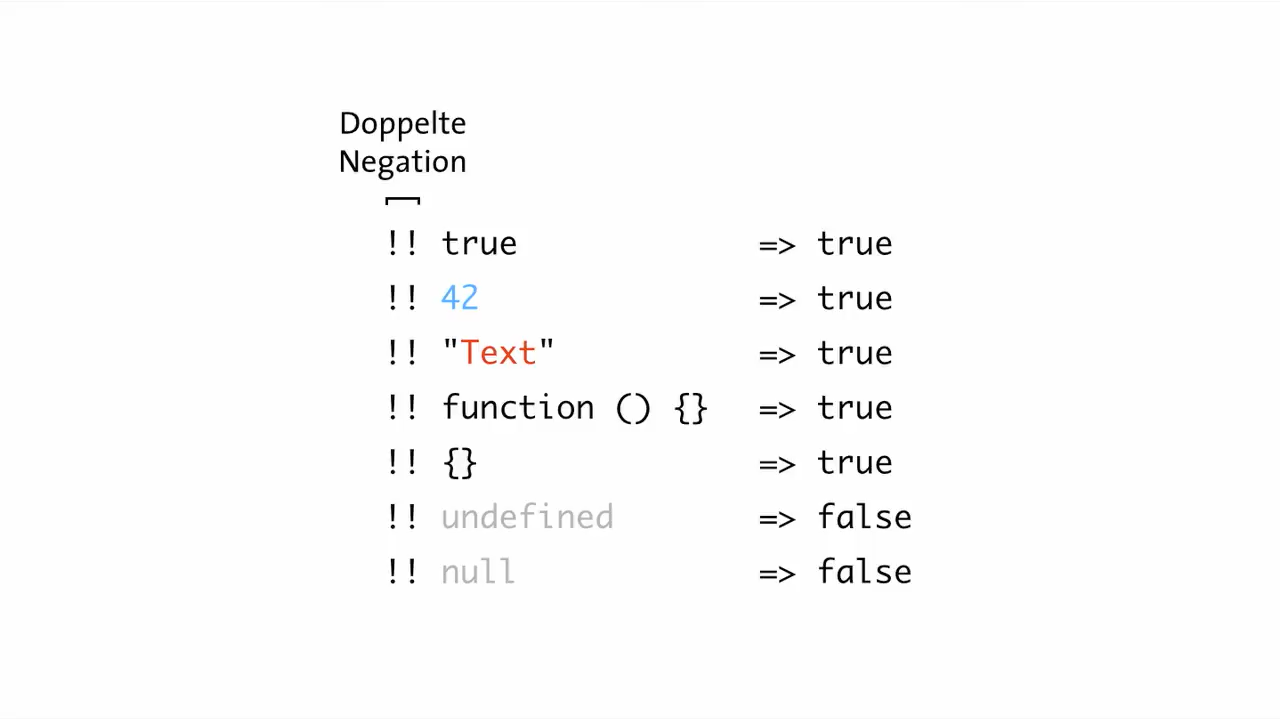 Doppelte
Negation
!! true => true
!! 42 => true
!! "Text" => true
!! function () {} => true
!! {} => true
!! undefined => false
!! null => false